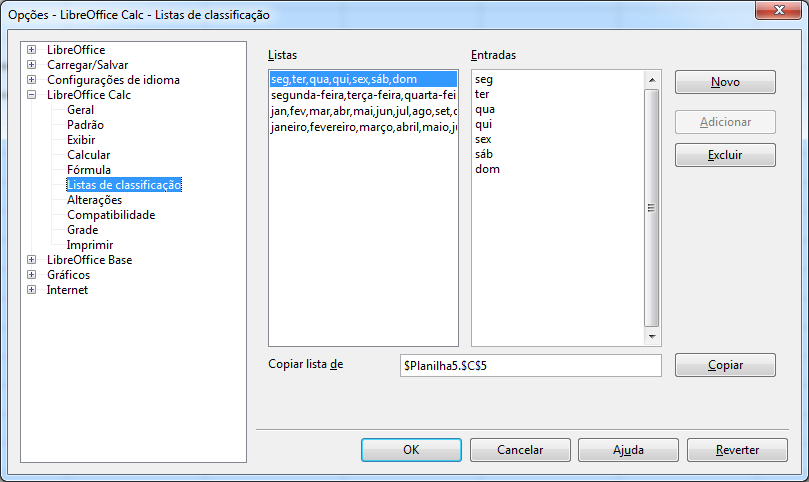 Opções - LibreOffice Calc - Listas de classificação
LibreOffice
Carregar/Salvar
Configurações de idioma
LibreOffice Calc
Geral
Padrão
Exibir
Calcular
Fórmula
Listas de classificação
Alterações
Compatibilidade
Grade
Imprimir
LibreOffice Base
Gráficos
Internet
Listas
seg,ter,qua,qui,sex,sáb,dom
segunda-feira,terça-feira,quarta-fei
jan,fev,mar,abr,mai,jun,jul,ago,set,o
janeiro,fevereiro,março,abril,maio,ju
Entradas
seg
ter
qua
qui
sex
sáb
dom
Novo
Adicionar
Excluir
Copiar lista de
$Planilha5.$C$5
Copiar
OK
Cancelar
Ajuda
Reverter